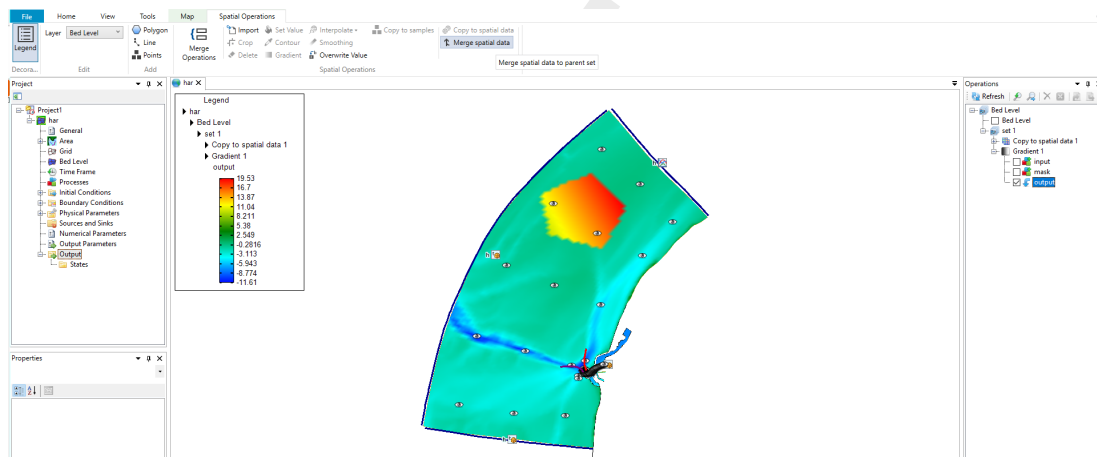 File Home View Tools Map Spatial Operations
Legend
Layer Bed Level
Polygon
Line
Points
Merge Operations
Import Set Value Interpolate Copy to samples Copy to spatial data
Crop Contour Smoothing Merge spatial data
Delete Gradient Overwrite Value
Decora... Edit Add Spatial Operations
Merge spatial data to parent set
Project
Project1
har
General
Area
Grid
Bed Level
Time Frame
Processes
Initial Conditions
Boundary Conditions
Physical Parameters
Sources and Sinks
Numerical Parameters
Output Parameters
Output
States
Properties
har
Legend
har
Bed Level
set 1
Copy to spatial data 1
Gradient 1
output
19.53
16.7
13.87
11.04
8.211
5.38
2.549
-0.2816
-3.113
-5.943
-8.774
-11.61
h
h
h
Operations
Refresh
Bed Level
Bed Level
set 1
Copy to spatial data 1
Gradient 1
input
mask
output